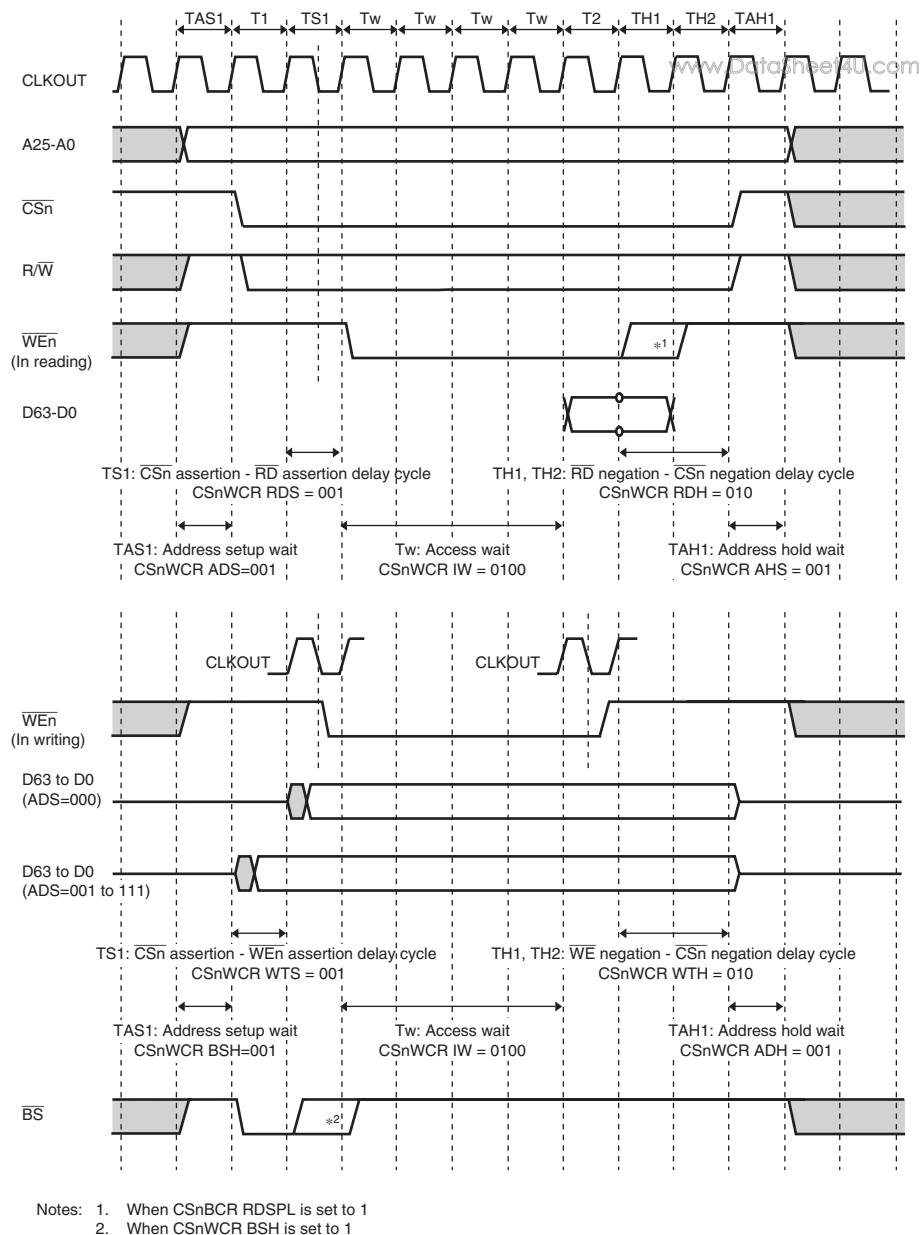 TAS1 T1 TS1 Tw Tw Tw Tw T2 TH1 TH2 TAH1
www.DataSheet4U.com
CLKOUT
A25-A0
CSn
R/W
WEn
(In reading)
*1
D63-D0
TS1: CSn assertion - RD assertion delay cycle
CSnWCR RDS = 001
TH1, TH2: RD negation - CSn negation delay cycle
CSnWCR RDH = 010
TAS1: Address setup wait
CSnWCR ADS=001
Tw: Access wait
CSnWCR IW = 0100
TAH1: Address hold wait
CSnWCR AHS = 001
CLKOUT
CLKOUT
WEn
(In writing)
D63 to D0
(ADS=000)
D63 to D0
(ADS=001 to 111)
TS1: CSn assertion - WEn assertion delay cycle
CSnWCR WTS = 001
TH1, TH2: WE negation - CSn negation delay cycle
CSnWCR WTH = 010
TAS1: Address setup wait
CSnWCR BSH=001
Tw: Access wait
CSnWCR IW = 0100
TAH1: Address hold wait
CSnWCR ADH = 001
BS
*2
Notes: 1. When CSnBCR RDSPL is set to 1
2. When CSnWCR BSH is set to 1